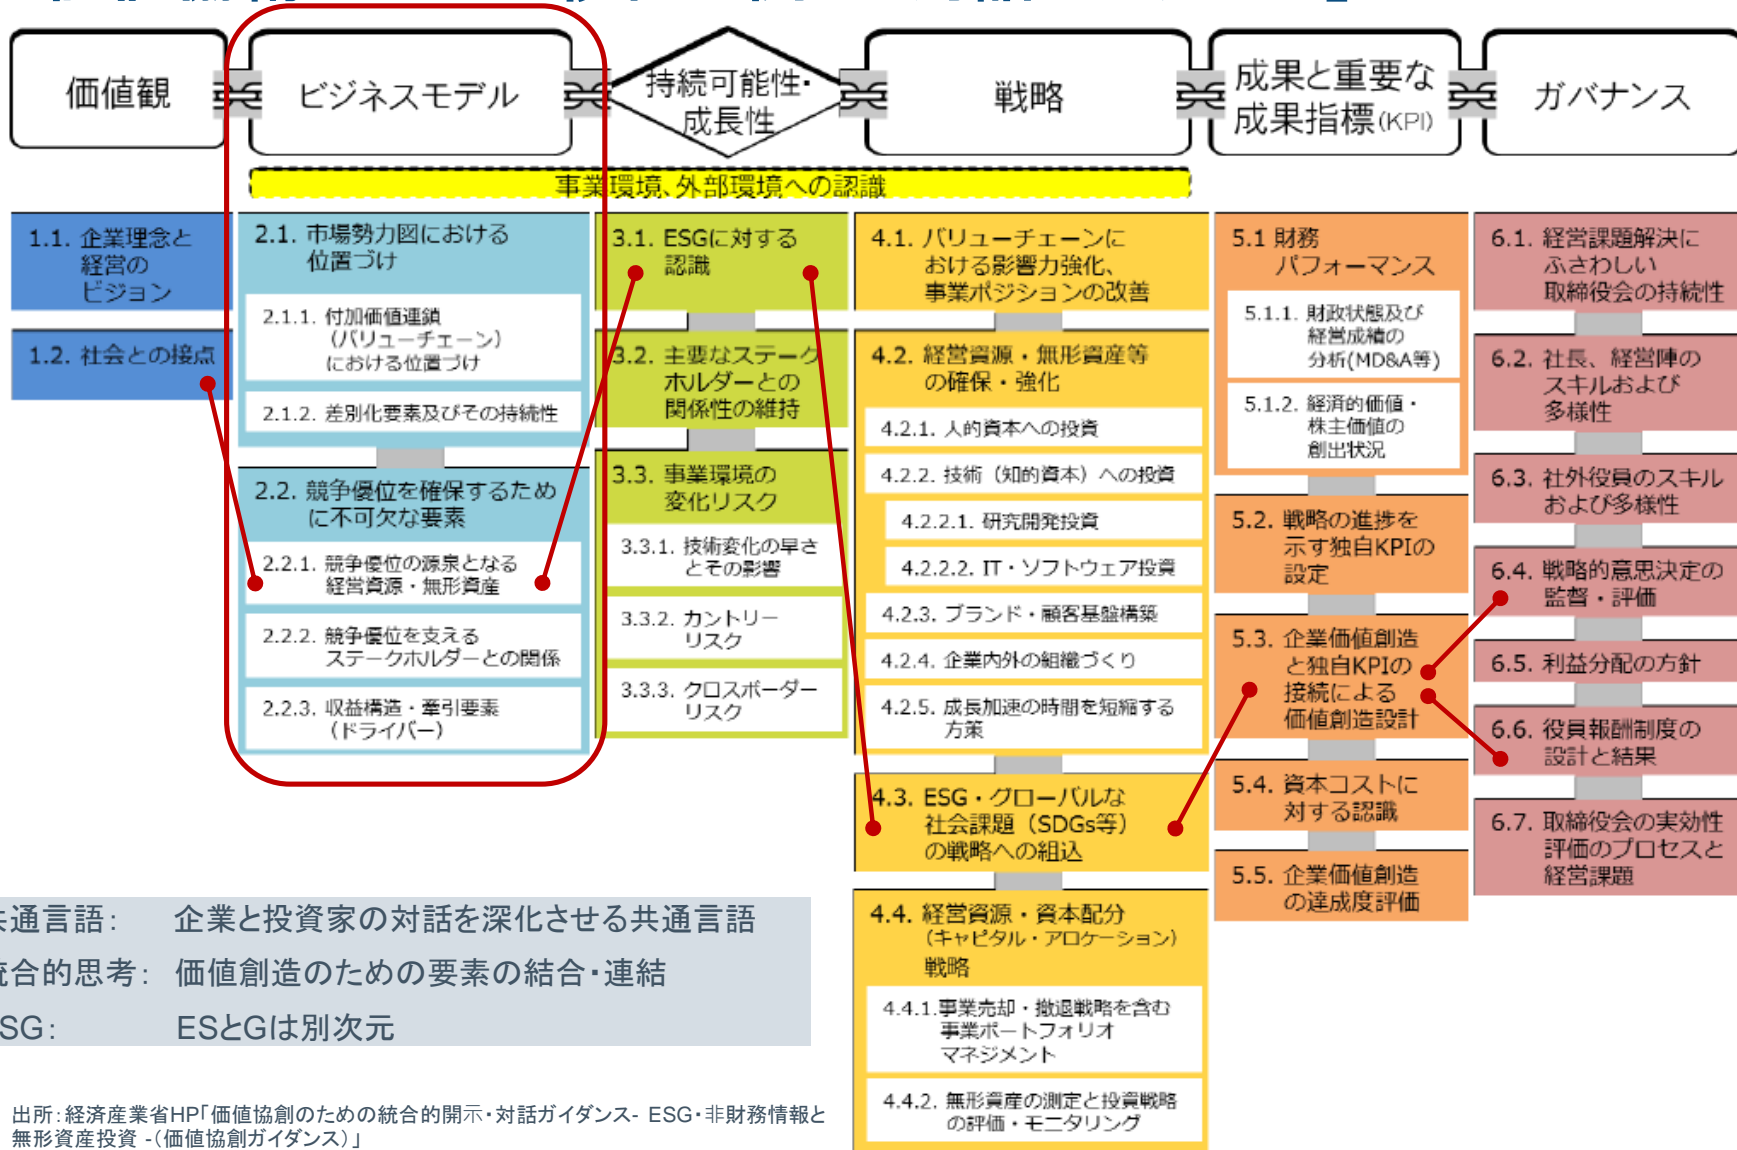 価値観
ビジネスモデル
持続可能性・
成長性
戦略
成果と重要な
成果指標(KPI)
ガバナンス
事業環境、外部環境への認識
1.1. 企業理念と
経営の
ビジョン
1.2. 社会との接点
2.1. 市場勢力図における
位置づけ
2.1.1. 付加価値連鎖
（バリューチェーン）
における位置づけ
2.1.2. 差別化要素及びその持続性
2.2. 競争優位を確保するため
に不可欠な要素
2.2.1. 競争優位の源泉となる
経営資源・無形資産
2.2.2. 競争優位を支える
ステークホルダーとの関係
2.2.3. 収益構造・牽引要素
（ドライバー）
3.1. ESGに対する
認識
3.2. 主要なステーク
ホルダーとの
関係性の維持
3.3. 事業環境の
変化リスク
3.3.1. 技術変化の早さ
とその影響
3.3.2. カントリー
リスク
3.3.3. クロスボーダー
リスク
4.1. バリューチェーンに
おける影響力強化、
事業ポジションの改善
4.2. 経営資源・無形資産等
の確保・強化
4.2.1. 人的資本への投資
4.2.2. 技術（知的資本）への投資
4.2.2.1. 研究開発投資
4.2.2.2. IT・ソフトウェア投資
4.2.3. ブランド・顧客基盤構築
4.2.4. 企業内外の組織づくり
4.2.5. 成長加速の時間を短縮する
方策
4.3. ESG・グローバルな
社会課題（SDGs等）
の戦略への組込
4.4. 経営資源・資本配分
（キャピタル・アロケーション）
戦略
4.4.1.事業売却・撤退戦略を含む
事業ポートフォリオ
マネジメント
4.4.2. 無形資産の測定と投資戦略
の評価・モニタリング
5.1 財務
パフォーマンス
5.1.1. 財政状態及び
経営成績の
分析(MD&A等)
5.1.2. 経済的価値・
株主価値の
創出状況
5.2. 戦略の進捗を
示す独自KPIの
設定
5.3. 企業価値創造
と独自KPIの
接続による
価値創造設計
5.4. 資本コストに
対する認識
5.5. 企業価値創造
の達成度評価
6.1. 経営課題解決に
ふさわしい
取締役会の持続性
6.2. 社長、経営陣の
スキルおよび
多様性
6.3. 社外役員のスキル
および多様性
6.4. 戦略的意思決定の
監督・評価
6.5. 利益分配の方針
6.6. 役員報酬制度の
設計と結果
6.7. 取締役会の実効性
評価のプロセスと
経営課題
通言語： 企業と投資家の対話を深化させる共通言語
合的思考： 価値創造のための要素の結合・連結
SG： ESとGは別次元
出所：経済産業省HP「価値協創のための統合的開示・対話ガイダンス- ESG・非財務情報と
無形資産投資 -（価値協創ガイダンス）」